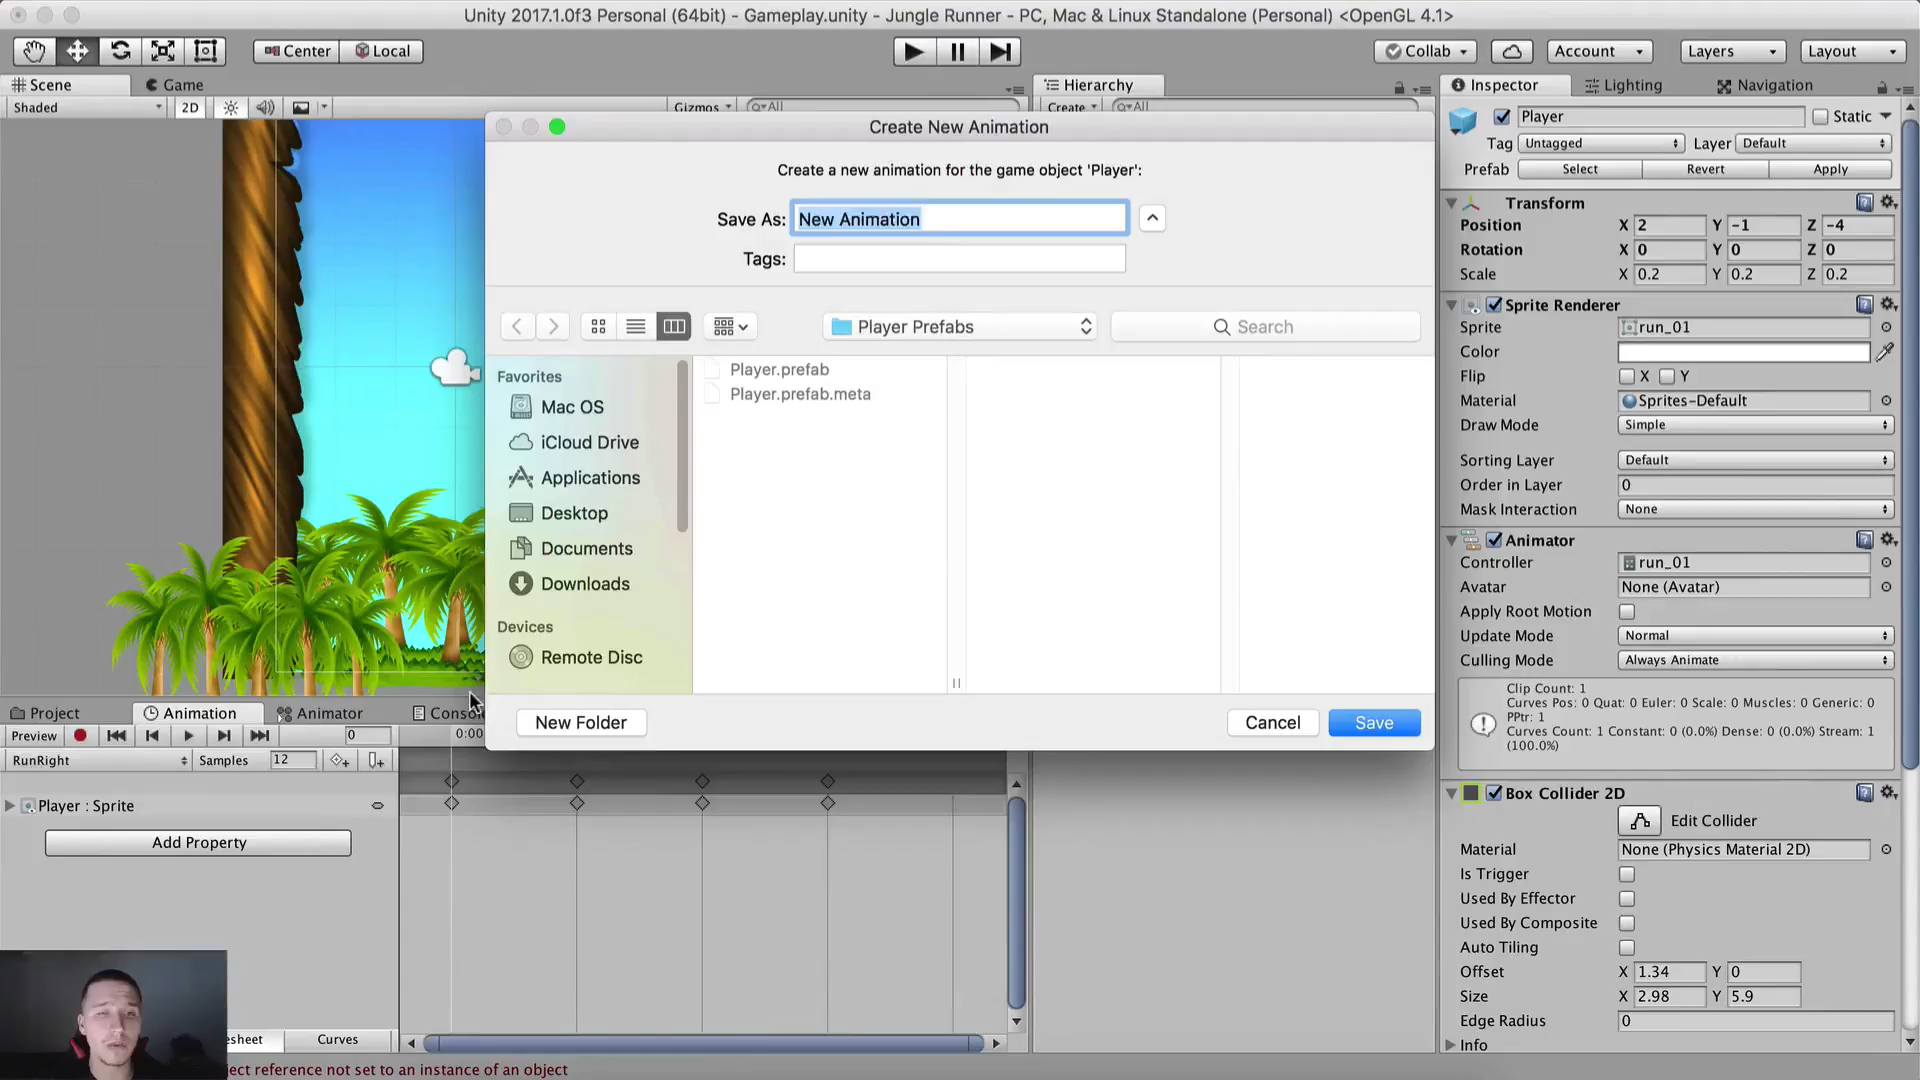 Unity 2017.1.0f3 Personal (64bit) - Gameplay.unity - Jungle Runner - PC, Mac & Linux Standalone (Personal) <OpenGL 4.1>
Center Local Collab Account Layers Layout
Scene Game Hierarchy Inspector Lighting Navigation
Shaded 2D Gizmos All Create All
Player Static
Tag Untagged Layer Default
Prefab Select Revert Apply
Transform
Position X 2 Y -1 Z -4
Rotation X 0 Y 0 Z 0
Scale X 0.2 Y 0.2 Z 0.2
Sprite Renderer
Sprite run_01
Color
Flip X Y
Material Sprites-Default
Draw Mode Simple
Sorting Layer Default
Order in Layer 0
Mask Interaction None
Animator
Controller run_01
Avatar None (Avatar)
Apply Root Motion
Update Mode Normal
Culling Mode Always Animate
Clip Count: 1
Curves Pos: 0 Quat: 0 Euler: 0 Scale: 0 Muscles: 0 Generic: 0
PPtr: 1
Curves Count: 1 Constant: 0 (0.0%) Dense: 0 (0.0%) Stream: 1
(100.0%)
Box Collider 2D
Edit Collider
Material None (Physics Material 2D)
Is Trigger
Used By Effector
Used By Composite
Auto Tiling
Offset X 1.34 Y 0
Size X 2.98 Y 5.9
Edge Radius 0
Info
Create New Animation
Create a new animation for the game object 'Player':
Save As: New Animation
Tags:
Player Prefabs Search
Favorites
Mac OS
iCloud Drive
Applications
Desktop
Documents
Downloads
Devices
Remote Disc
Player.prefab
Player.prefab.meta
New Folder Cancel Save
Project Animation Animator
Preview 0 0:00
RunRight Samples 12
Player : Sprite
Add Property
Curves
reference not set to an instance of an object